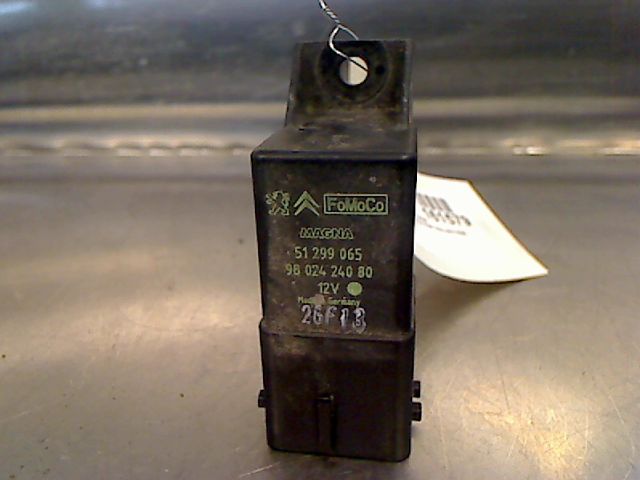 FoMoCo
MAGNA
51 299 065
98 024 240 80
12V
Made in Germany
26F13